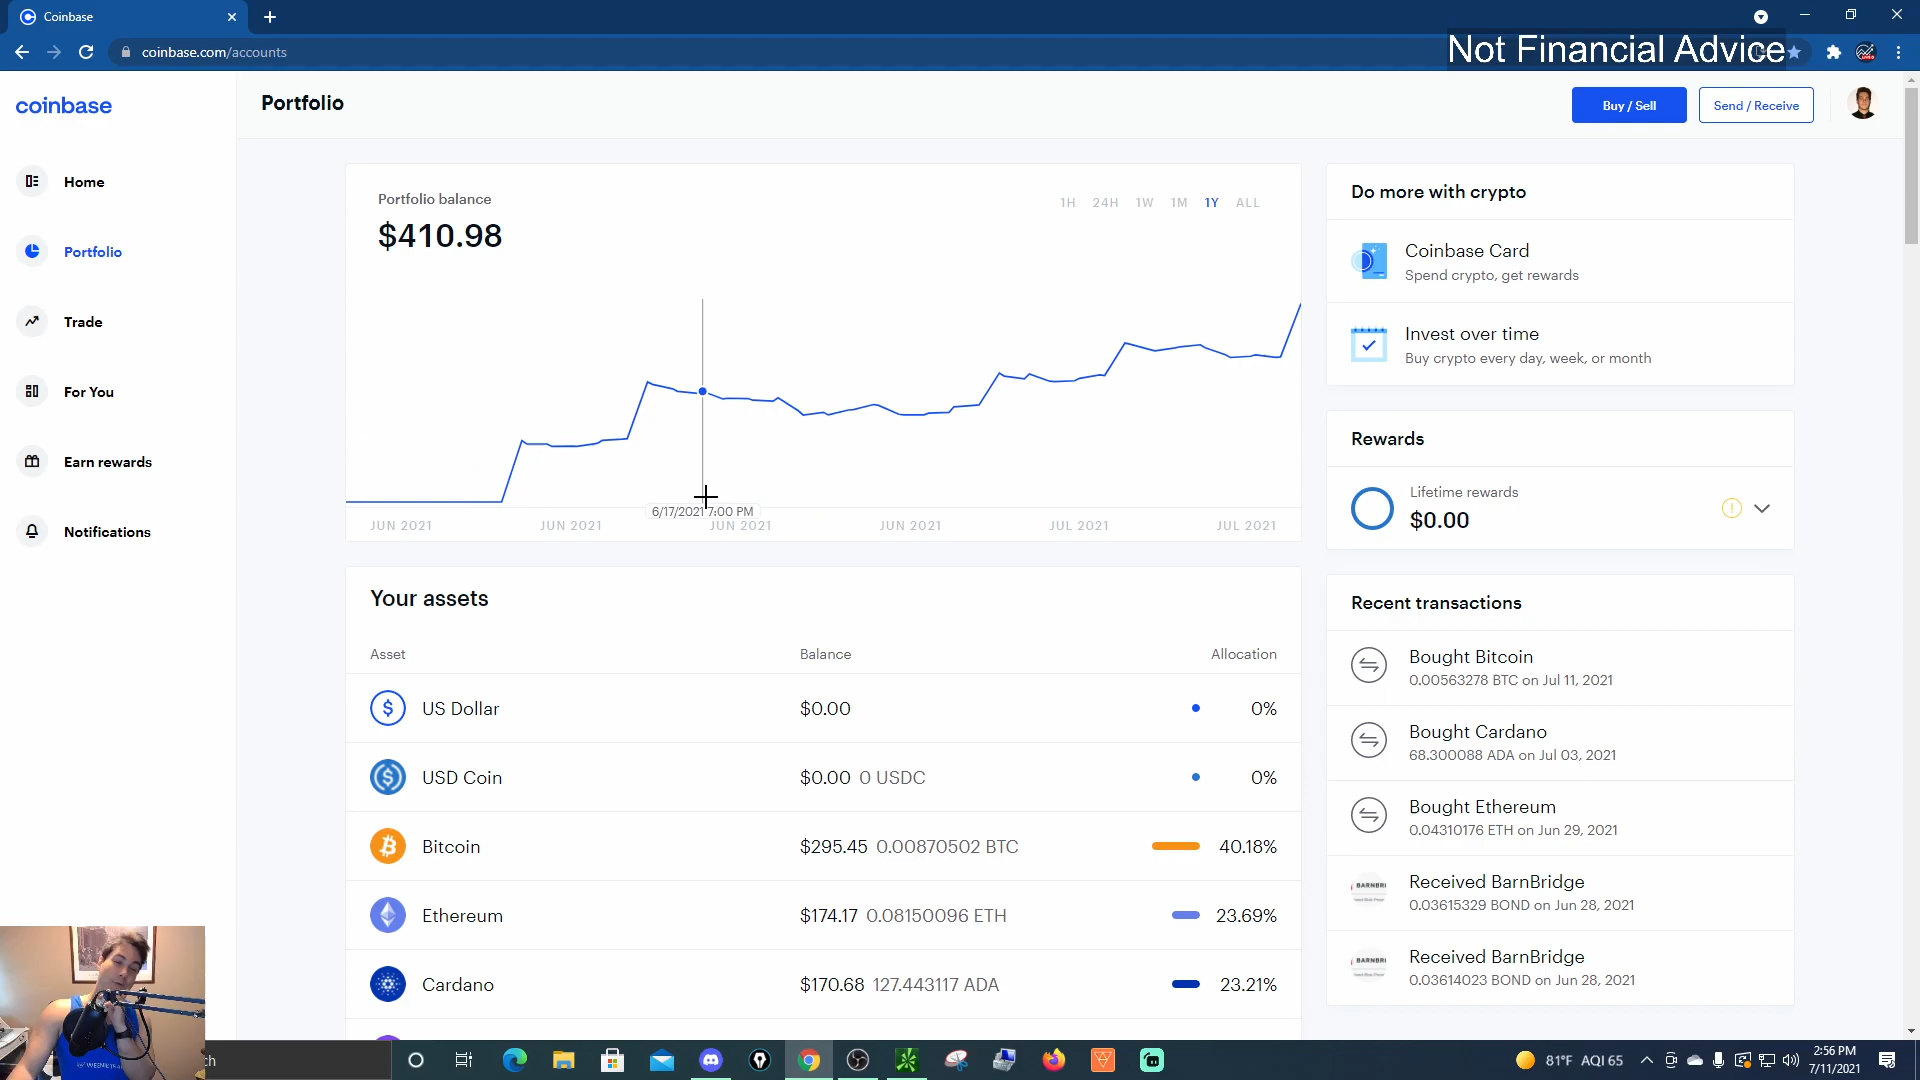 Coinbase
coinbase.com/accounts
Not Financial Advice
coinbase
Portfolio
Buy / Sell
Send / Receive
Home
Portfolio
Trade
For You
Earn rewards
Notifications
Portfolio balance
$410.98
1H 24H 1W 1M 1Y ALL
6/17/2021 7:00 PM
JUN 2021 JUN 2021 JUN 2021 JUN 2021 JUL 2021 JUL 2021
Your assets
Asset Balance Allocation
US Dollar $0.00 0%
USD Coin $0.00 0 USDC 0%
Bitcoin $295.45 0.00870502 BTC 40.18%
Ethereum $174.17 0.08150096 ETH 23.69%
Cardano $170.68 127.443117 ADA 23.21%
Do more with crypto
Coinbase Card
Spend crypto, get rewards
Invest over time
Buy crypto every day, week, or month
Rewards
Lifetime rewards
$0.00
Recent transactions
Bought Bitcoin
0.00563278 BTC on Jul 11, 2021
Bought Cardano
68.300088 ADA on Jul 03, 2021
Bought Ethereum
0.04310176 ETH on Jun 29, 2021
BARNBRI
Received BarnBridge
0.03615329 BOND on Jun 28, 2021
BARNBRI
Received BarnBridge
0.03614023 BOND on Jun 28, 2021
ch
81°F AQI 65
2:56 PM
7/11/2021